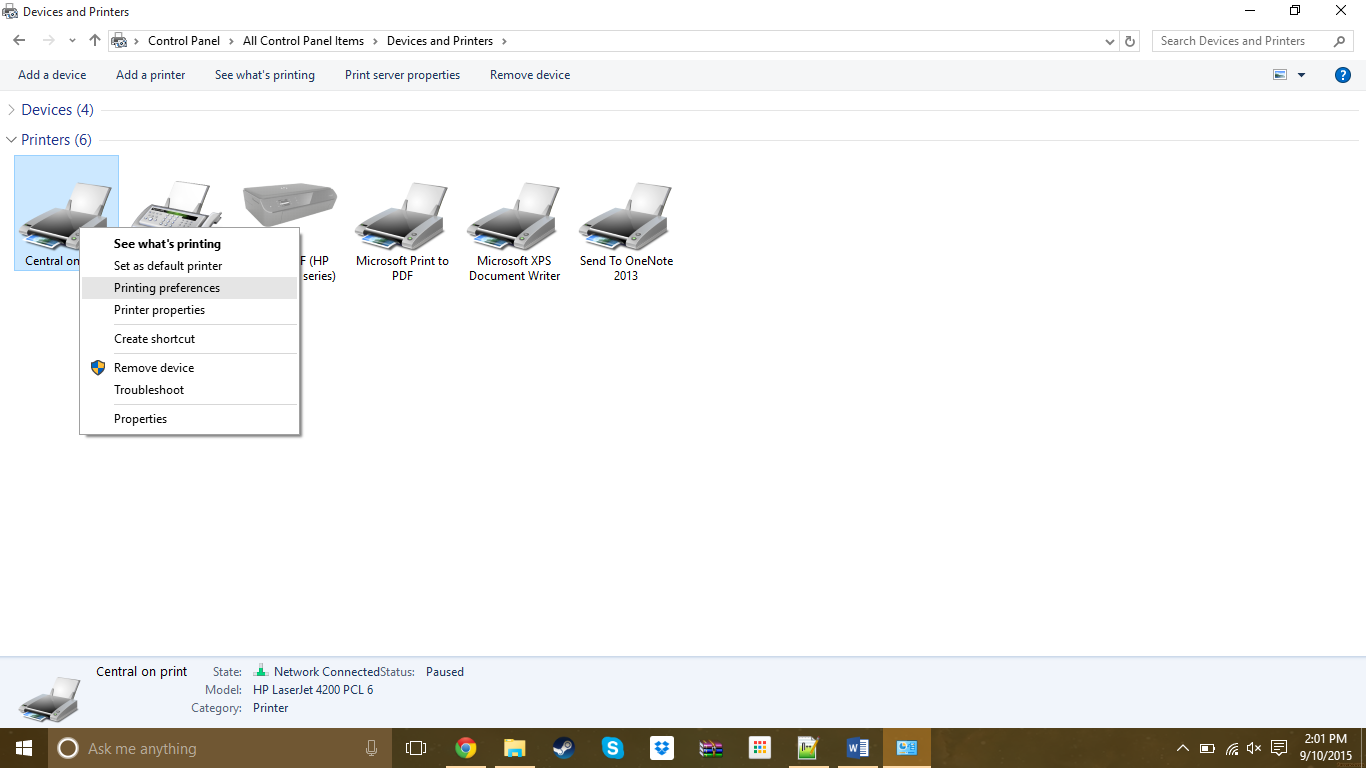 Devices and Printers
Control Panel > All Control Panel Items > Devices and Printers >
Search Devices and Printers
Add a device Add a printer See what's printing Print server properties Remove device
Devices (4)
Printers (6)
Central on
F (HP
series)
Microsoft Print to
PDF
Microsoft XPS
Document Writer
Send To OneNote
2013
See what's printing
Set as default printer
Printing preferences
Printer properties
Create shortcut
Remove device
Troubleshoot
Properties
Central on print State: Network Connected Status: Paused
Model: HP LaserJet 4200 PCL 6
Category: Printer
Ask me anything
2:01 PM
9/10/2015